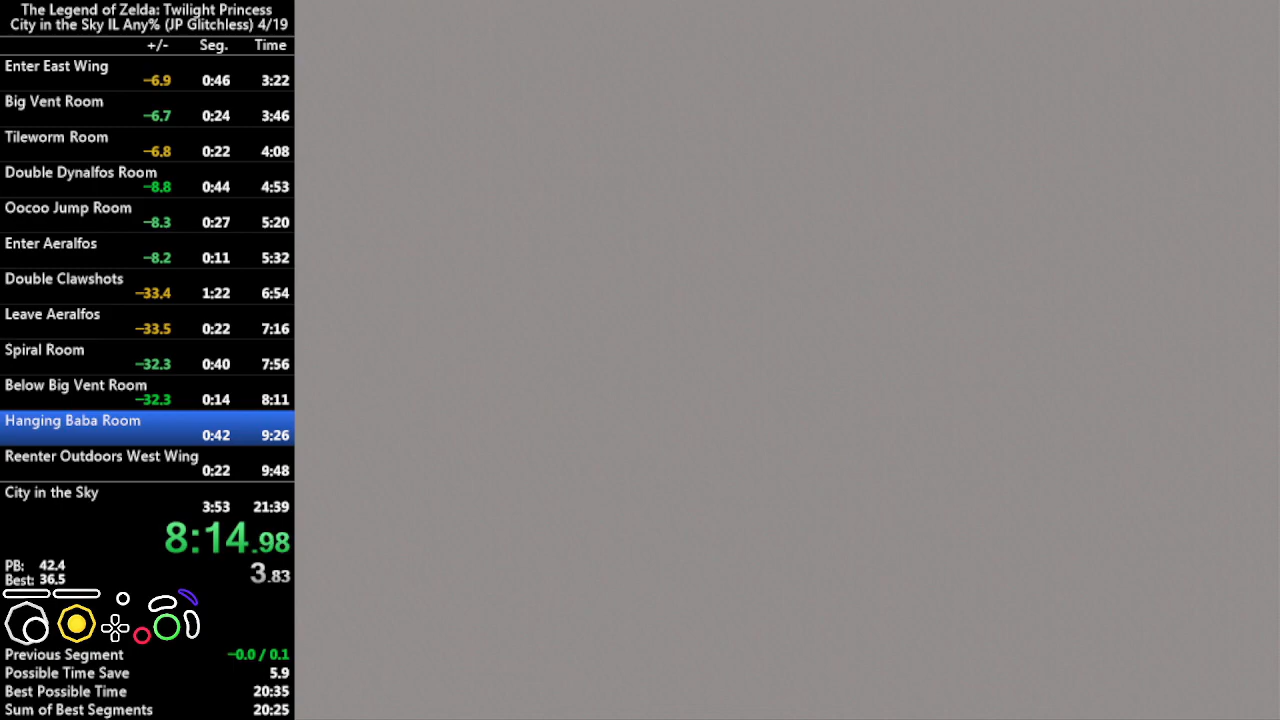 The Legend of Zelda: Twilight Princess
City in the Sky IL Any% (JP Glitchless) 4/19
+/- Seg. Time
Enter East Wing
−6.9 0:46 3:22
Big Vent Room
−6.7 0:24 3:46
Tileworm Room
−6.8 0:22 4:08
Double Dynalfos Room
−8.8 0:44 4:53
Oocoo Jump Room
−8.3 0:27 5:20
Enter Aeralfos
−8.2 0:11 5:32
Double Clawshots
−33.4 1:22 6:54
Leave Aeralfos
−33.5 0:22 7:16
Spiral Room
−32.3 0:40 7:56
Below Big Vent Room
−32.3 0:14 8:11
Hanging Baba Room
0:42 9:26
Reenter Outdoors West Wing
0:22 9:48
City in the Sky
3:53 21:39
8:14.98
PB: 42.4
Best: 36.5
3.83
Previous Segment −0.0 / 0.1
Possible Time Save 5.9
Best Possible Time 20:35
Sum of Best Segments 20:25